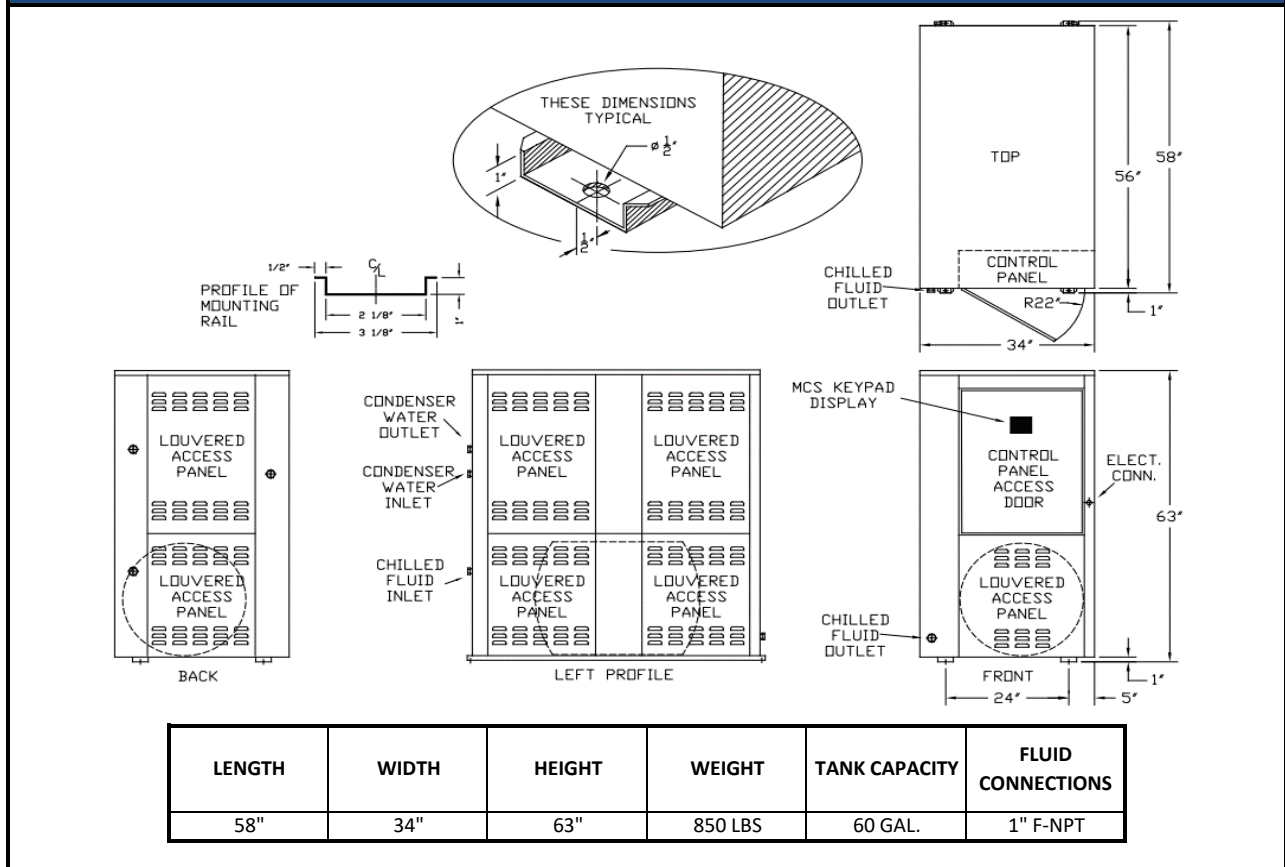 THESE DIMENSIONS
TYPICAL
ø 1/2"
1"
1/2"
TOP
56"
58"
CONTROL
PANEL
CHILLED
FLUID
OUTLET
R22"
1"
34"
1/2"
C/L
PROFILE OF
MOUNTING
RAIL
2 1/8"
3 1/8"
1"
LOUVERED
ACCESS
PANEL
LOUVERED
ACCESS
PANEL
BACK
CONDENSER
WATER
OUTLET
CONDENSER
WATER
INLET
CHILLED
FLUID
INLET
LOUVERED
ACCESS
PANEL
LOUVERED
ACCESS
PANEL
LOUVERED
ACCESS
PANEL
LOUVERED
ACCESS
PANEL
LEFT PROFILE
MCS KEYPAD
DISPLAY
CONTROL
PANEL
ACCESS
DOOR
ELECT.
CONN.
63"
LOUVERED
ACCESS
PANEL
CHILLED
FLUID
OUTLET
FRONT
1"
24"
5"
LENGTH WIDTH HEIGHT WEIGHT TANK CAPACITY FLUID
CONNECTIONS
58" 34" 63" 850 LBS 60 GAL. 1" F-NPT